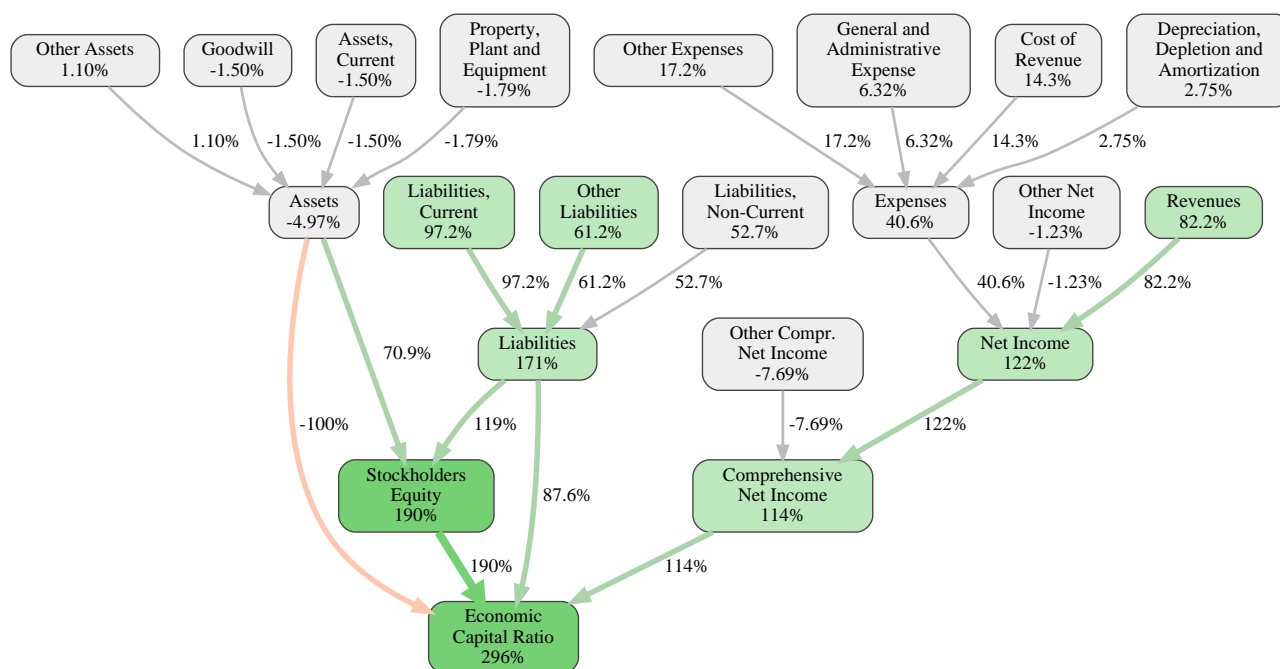 Other Assets
1.10%
Goodwill
-1.50%
Assets,
Current
-1.50%
Property,
Plant and
Equipment
-1.79%
Other Expenses
17.2%
General and
Administrative
Expense
6.32%
Cost of
Revenue
14.3%
Depreciation,
Depletion and
Amortization
2.75%
1.10%
-1.50%
-1.50%
-1.79%
17.2%
6.32%
14.3%
2.75%
Assets
-4.97%
Liabilities,
Current
97.2%
Other
Liabilities
61.2%
Liabilities,
Non-Current
52.7%
Expenses
40.6%
Other Net
Income
-1.23%
Revenues
82.2%
97.2%
61.2%
52.7%
40.6%
-1.23%
82.2%
70.9%
Liabilities
171%
Other Compr.
Net Income
-7.69%
Net Income
122%
-100%
119%
-7.69%
122%
Stockholders
Equity
190%
87.6%
Comprehensive
Net Income
114%
190%
114%
Economic
Capital Ratio
296%